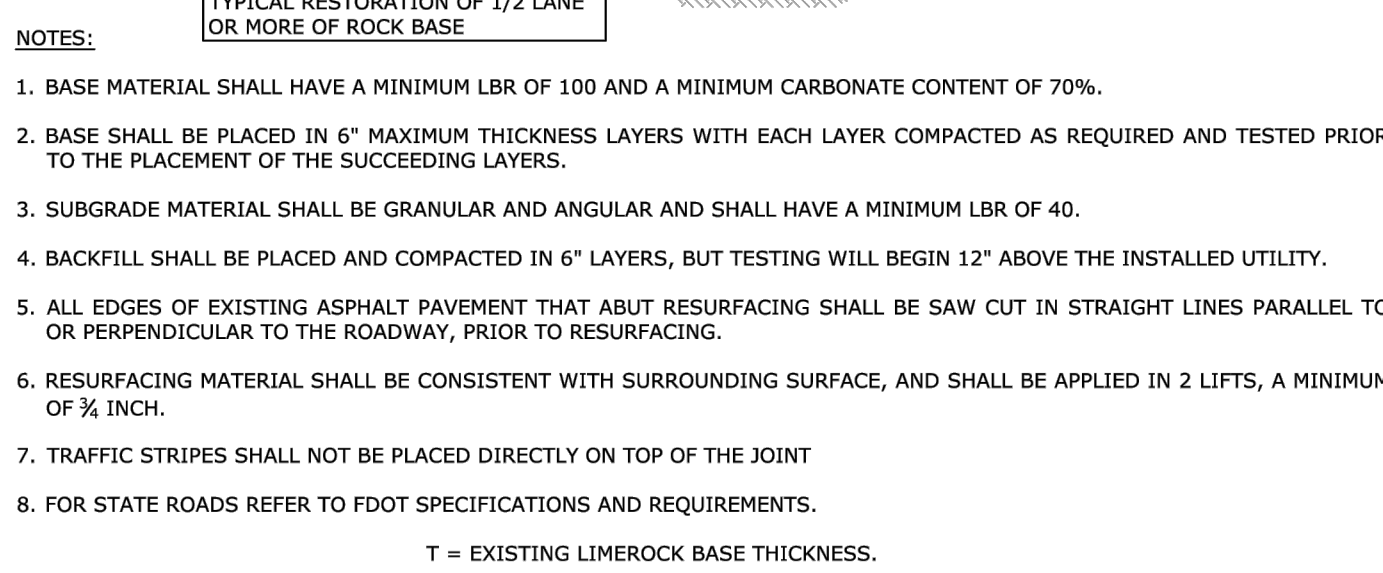 TYPICAL RESTORATION OF 1/2 LANE
OR MORE OF ROCK BASE
NOTES:
1. BASE MATERIAL SHALL HAVE A MINIMUM LBR OF 100 AND A MINIMUM CARBONATE CONTENT OF 70%.
2. BASE SHALL BE PLACED IN 6" MAXIMUM THICKNESS LAYERS WITH EACH LAYER COMPACTED AS REQUIRED AND TESTED PRIOR
TO THE PLACEMENT OF THE SUCCEEDING LAYERS.
3. SUBGRADE MATERIAL SHALL BE GRANULAR AND ANGULAR AND SHALL HAVE A MINIMUM LBR OF 40.
4. BACKFILL SHALL BE PLACED AND COMPACTED IN 6" LAYERS, BUT TESTING WILL BEGIN 12" ABOVE THE INSTALLED UTILITY.
5. ALL EDGES OF EXISTING ASPHALT PAVEMENT THAT ABUT RESURFACING SHALL BE SAW CUT IN STRAIGHT LINES PARALLEL TO
OR PERPENDICULAR TO THE ROADWAY, PRIOR TO RESURFACING.
6. RESURFACING MATERIAL SHALL BE CONSISTENT WITH SURROUNDING SURFACE, AND SHALL BE APPLIED IN 2 LIFTS, A MINIMUM
OF ¾ INCH.
7. TRAFFIC STRIPES SHALL NOT BE PLACED DIRECTLY ON TOP OF THE JOINT
8. FOR STATE ROADS REFER TO FDOT SPECIFICATIONS AND REQUIREMENTS.
T = EXISTING LIMEROCK BASE THICKNESS.